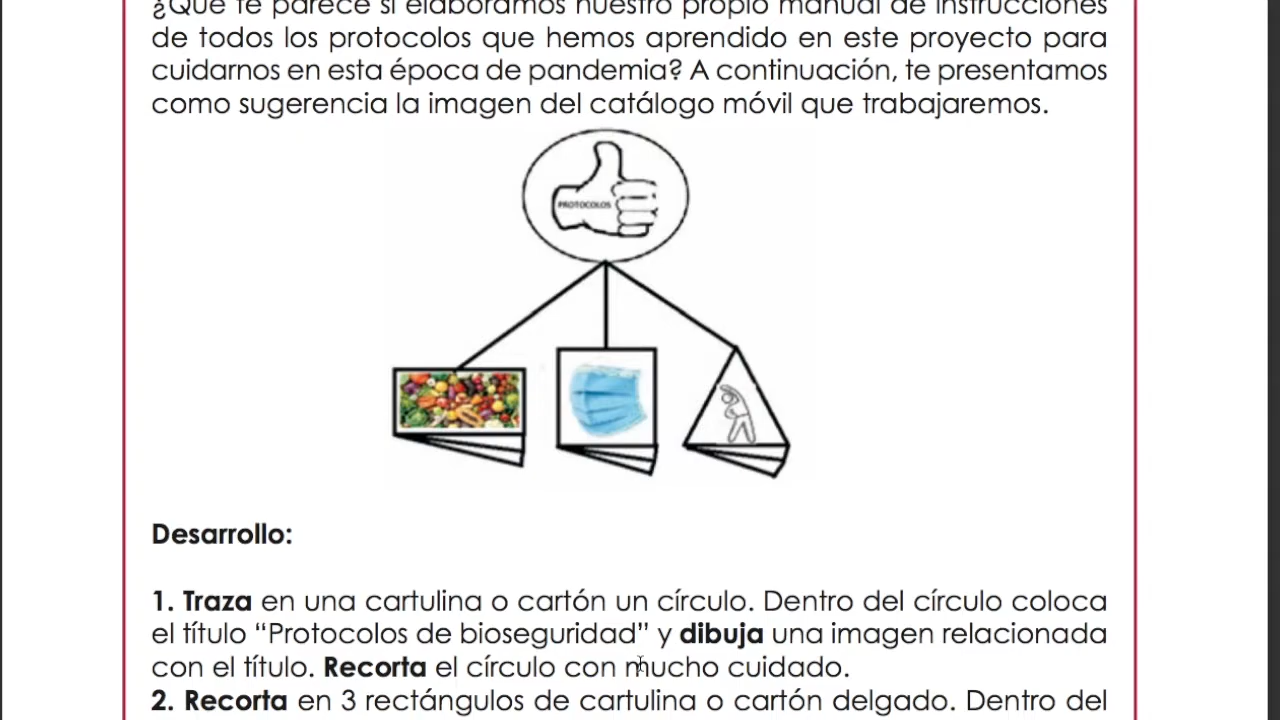 ¿Qué te parece si elaboramos nuestro propio manual de instrucciones
de todos los protocolos que hemos aprendido en este proyecto para
cuidarnos en esta época de pandemia? A continuación, te presentamos
como sugerencia la imagen del catálogo móvil que trabajaremos.
PROTOCOLOS
Desarrollo:
1. Traza en una cartulina o cartón un círculo. Dentro del círculo coloca
el título “Protocolos de bioseguridad” y dibuja una imagen relacionada
con el título. Recorta el círculo con mucho cuidado.
2. Recorta en 3 rectángulos de cartulina o cartón delgado. Dentro del